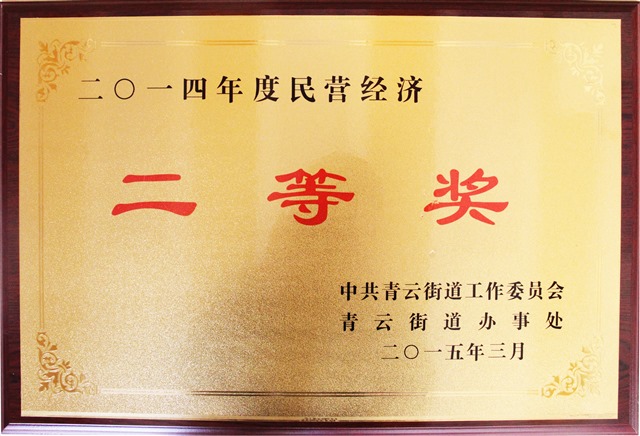 二〇一四年度民营经济
二等奖
中共青云街道工作委员会
青云街道办事处
二〇一五年三月